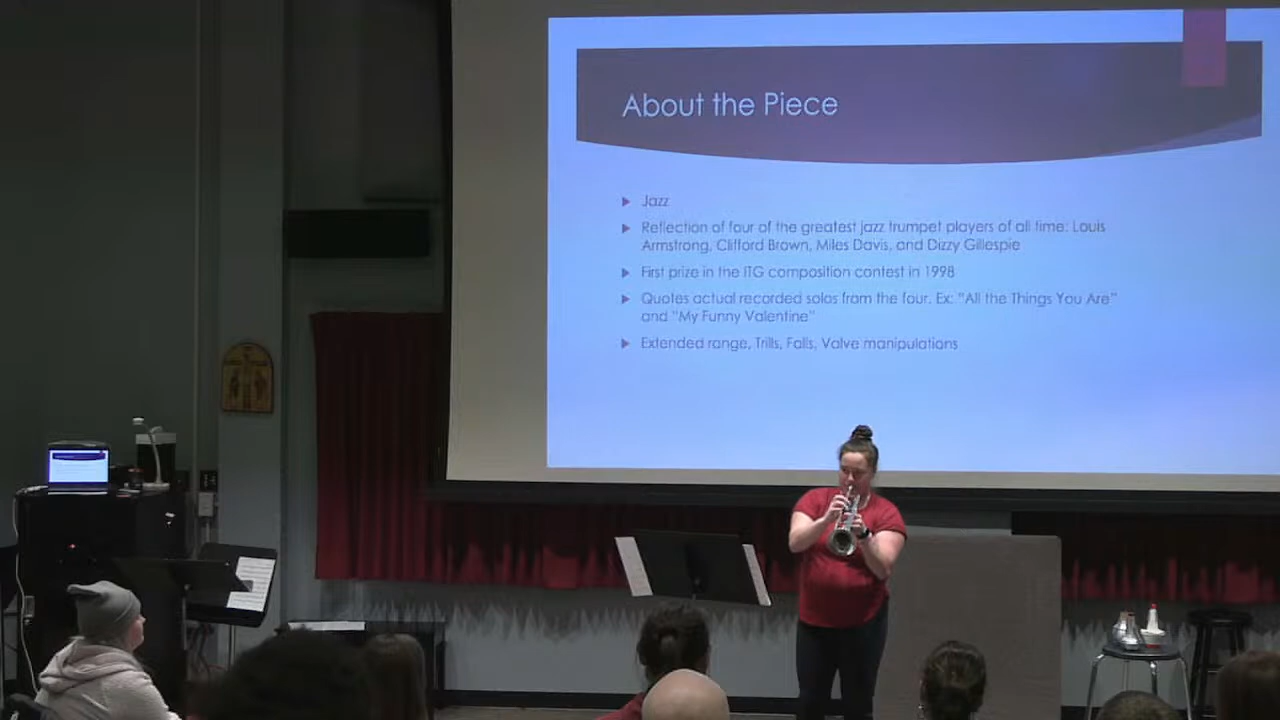 About the Piece
Jazz
Reflection of four of the greatest jazz trumpet players of all time: Louis
Armstrong, Clifford Brown, Miles Davis, and Dizzy Gillespie
First prize in the ITG composition contest in 1998
Quotes actual recorded solos from the four. Ex: “All the Things You Are”
and “My Funny Valentine”
Extended range, Trills, Falls, Valve manipulations